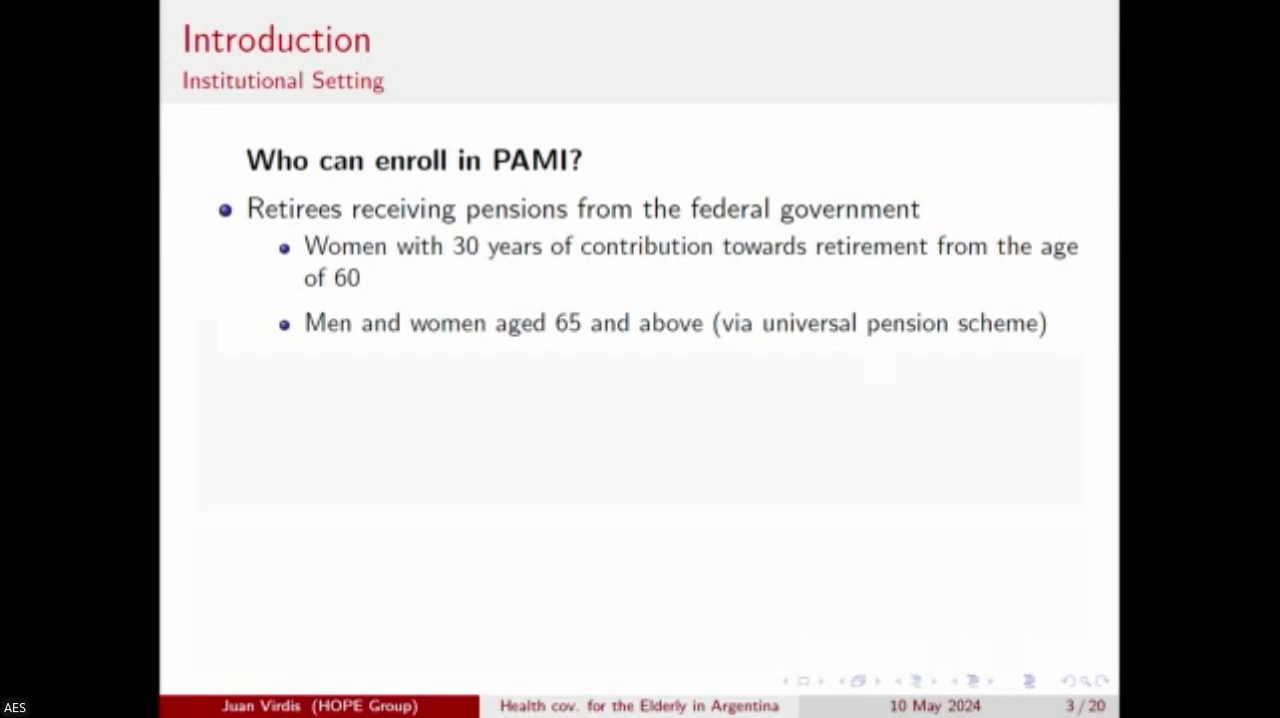 Introduction
Institutional Setting
Who can enroll in PAMI?
Retirees receiving pensions from the federal government
Women with 30 years of contribution towards retirement from the age
of 60
Men and women aged 65 and above (via universal pension scheme)
AES
Juan Virdis (HOPE Group)
Health cov. for the Elderly in Argentina
10 May 2024
3 / 20